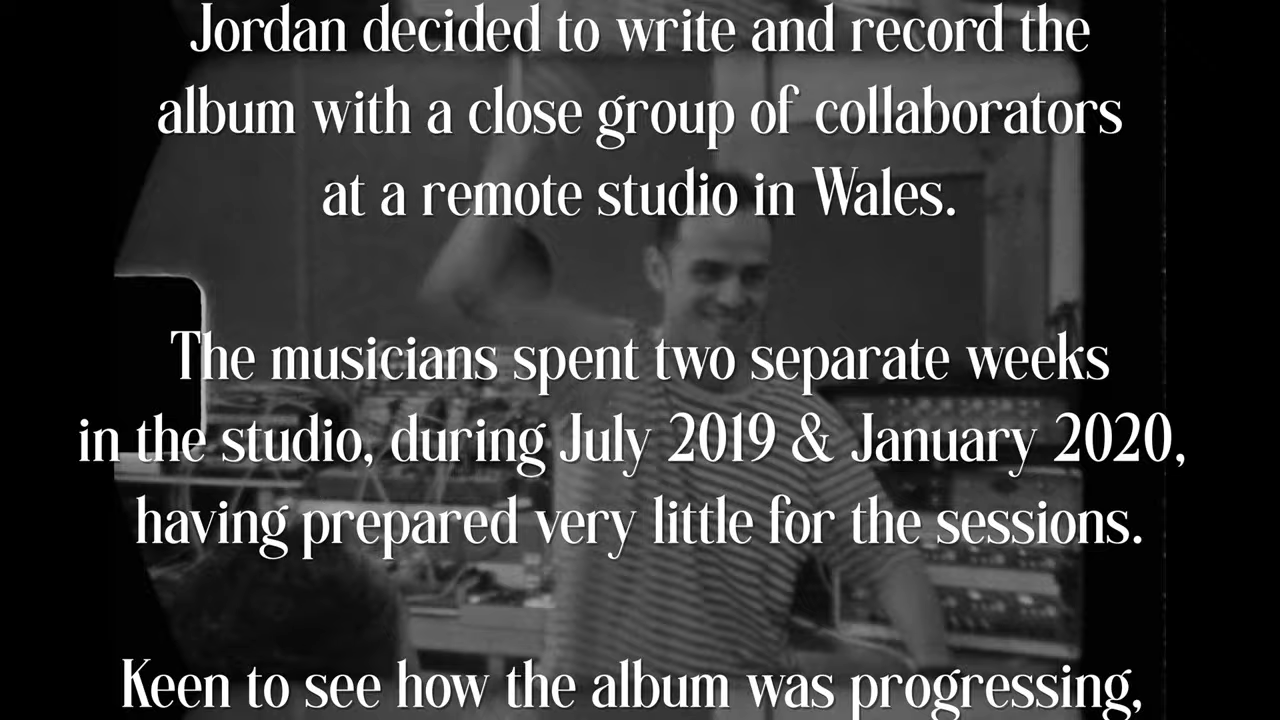 Jordan decided to write and record the
album with a close group of collaborators
at a remote studio in Wales.
The musicians spent two separate weeks
in the studio, during July 2019 & January 2020,
having prepared very little for the sessions.
Keen to see how the album was progressing,